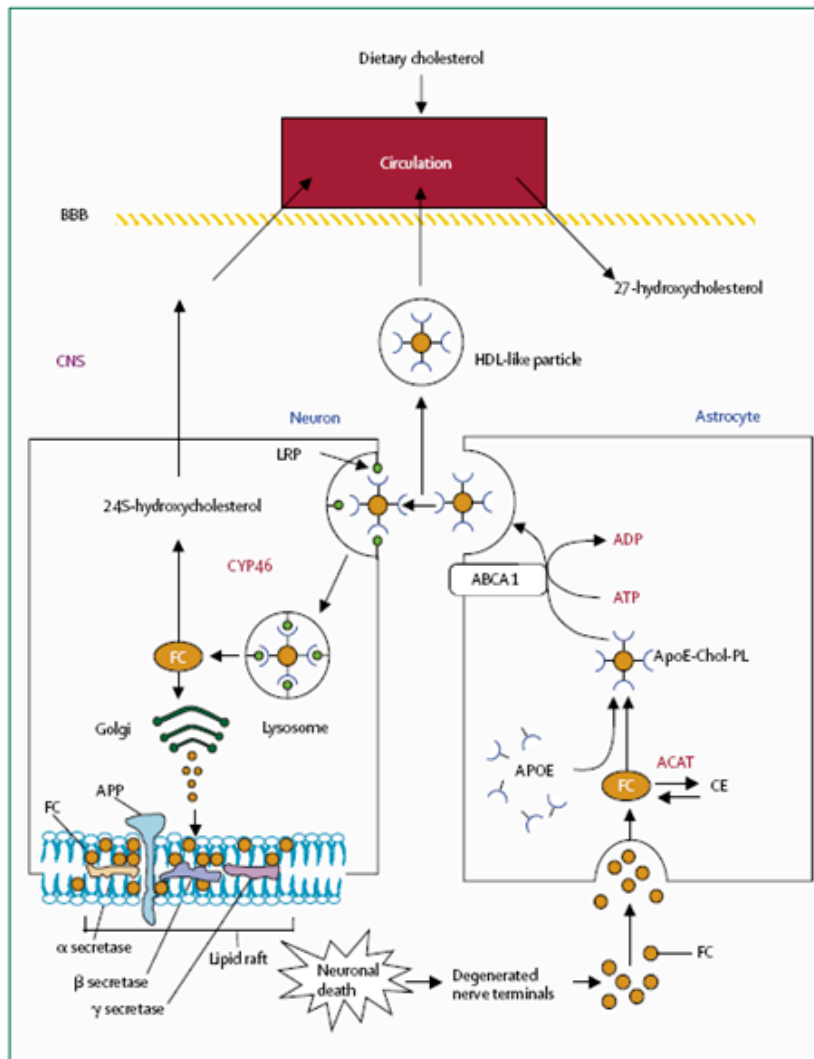 Dietary cholesterol
Circulation
BBB
27-hydroxycholesterol
HDL-like particle
CNS
Neuron
Astrocyte
LRP
24S-hydroxycholesterol
ADP
CYP46
ABCA1
ATP
FC
ApoE-Chol-PL
Golgi
Lysosome
APOE
ACAT
FC
CE
APP
FC
α secretase
Lipid raft
β secretase
γ secretase
Neuronal
death
Degenerated
nerve terminals
FC